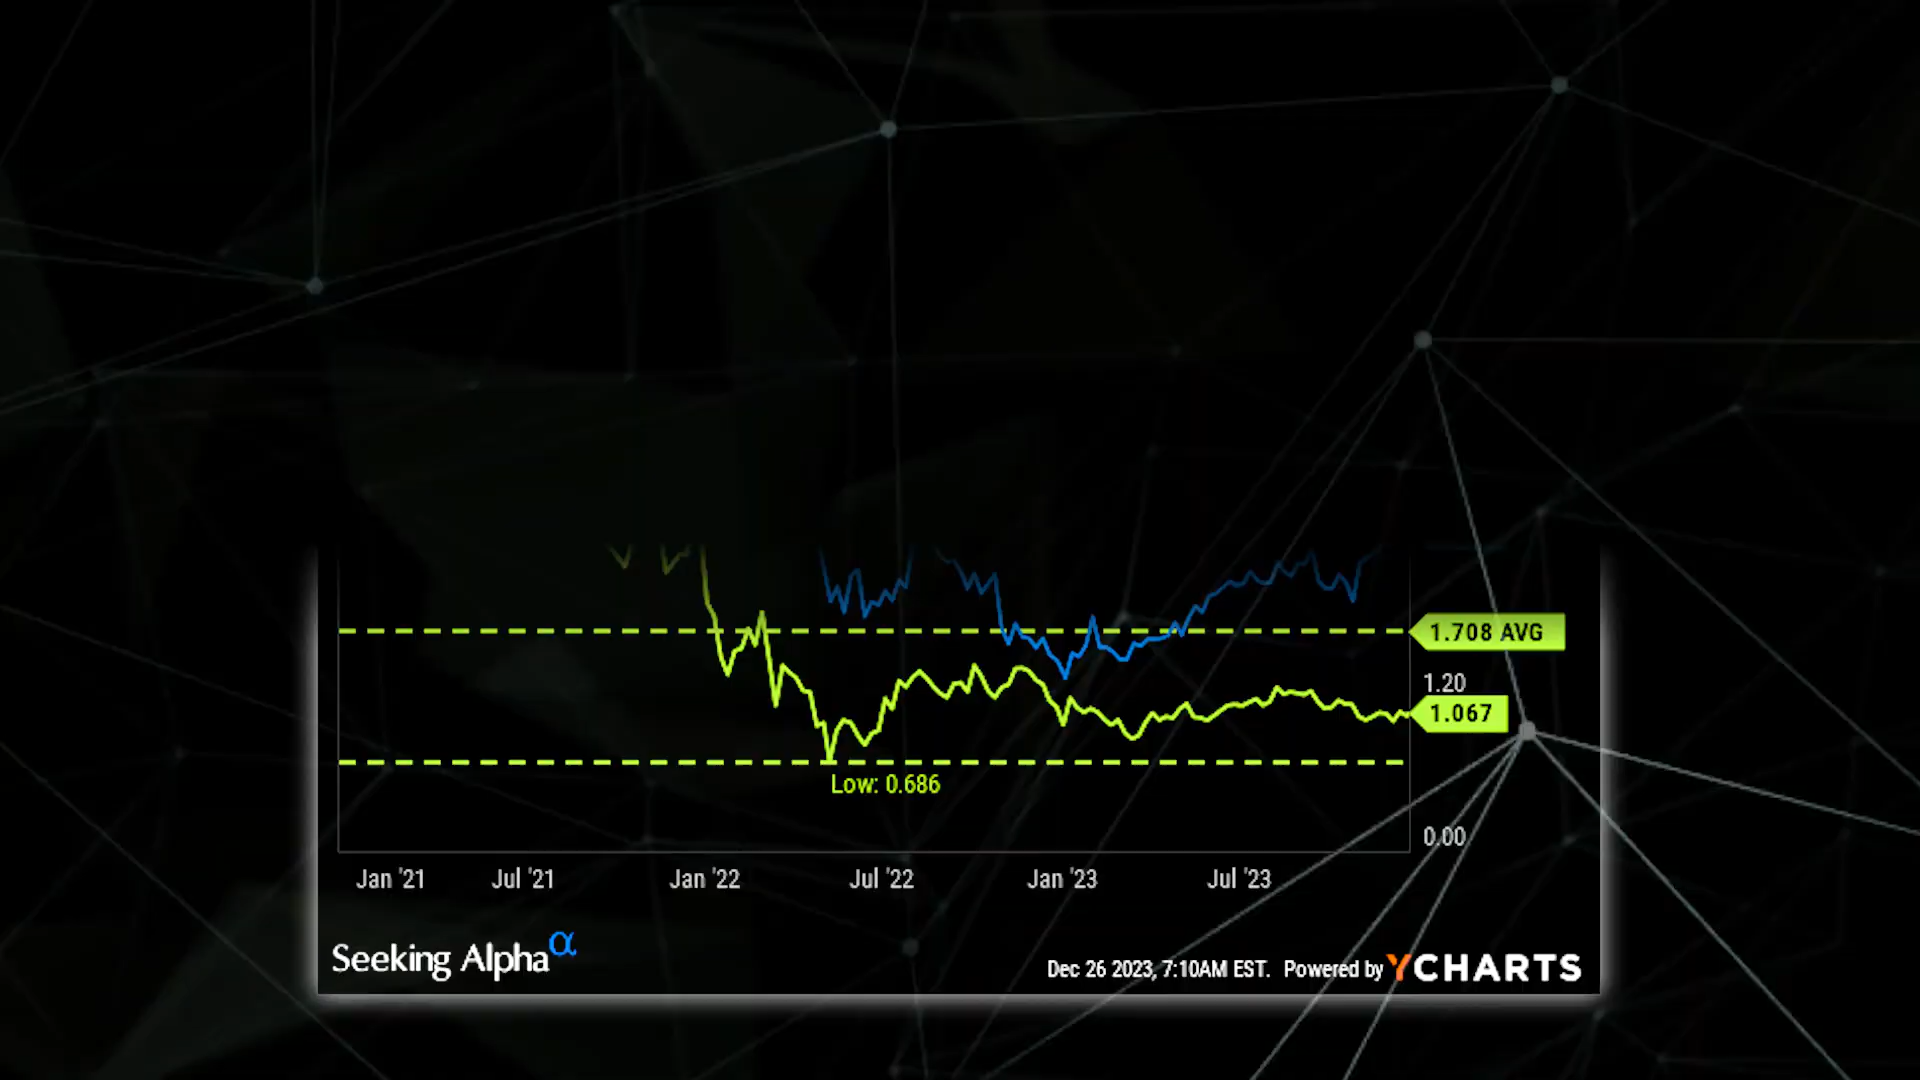 1.708 AVG
1.20
1.067
Low: 0.686
0.00
Jan '21 Jul '21 Jan '22 Jul '22 Jan '23 Jul '23
Seeking Alphaα
Dec 26 2023, 7:10AM EST. Powered by YCHARTS